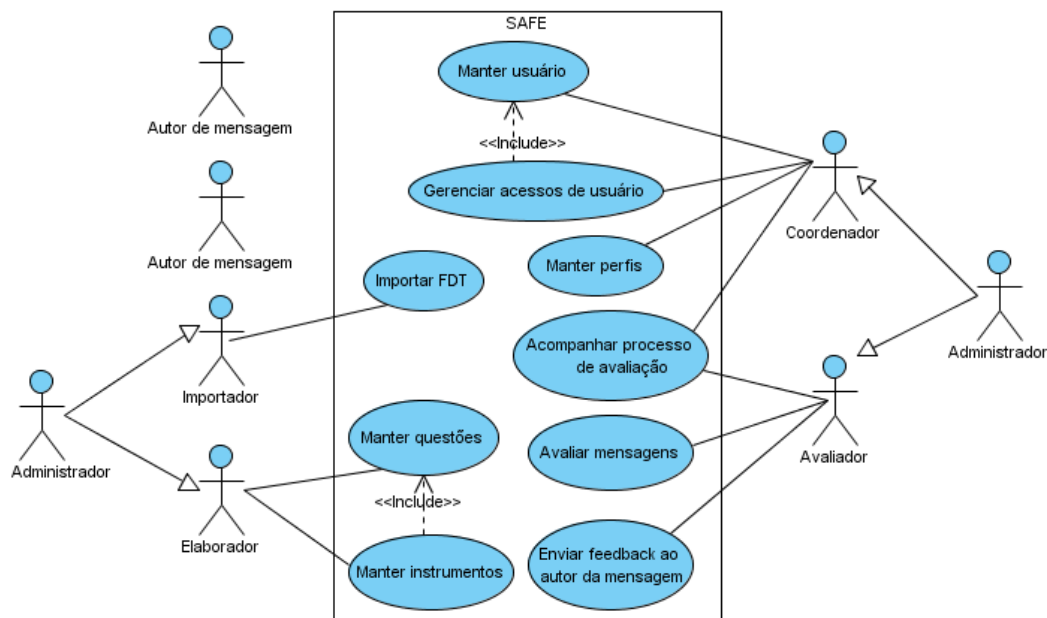 SAFE
Manter usuário
Autor de mensagem
<<Include>>
Gerenciar acessos de usuário
Coordenador
Autor de mensagem
Manter perfis
Importar FDT
Administrador
Acompanhar processo
de avaliação
Importador
Manter questões
Avaliar mensagens
Avaliador
Administrador
<<Include>>
Elaborador
Manter instrumentos
Enviar feedback ao
autor da mensagem